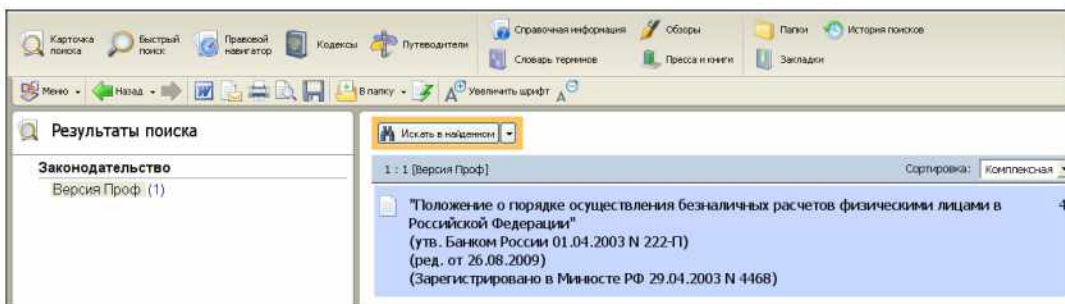 Карточка поиска
Быстрый поиск
Правовой навигатор
Кодексы
Путеводители
Справочная информация
Словарь терминов
Обзоры
Пресса и книги
Папки
Закладки
История поисков
Меню
Назад
В папку
Увеличить шрифт
Результаты поиска
Законодательство
Версия Проф (1)
Искать в найденном
1 : 1 [Версия Проф]
Сортировка: Комплексная
"Положение о порядке осуществления безналичных расчетов физическими лицами в
Российской Федерации"
(утв. Банком России 01.04.2003 N 222-П)
(ред. от 26.08.2009)
(Зарегистрировано в Минюсте РФ 29.04.2003 N 4468)